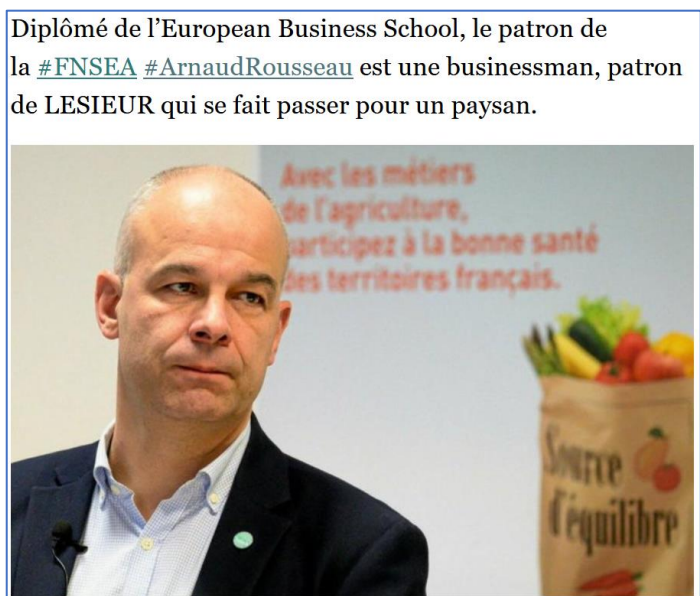 Diplômé de l’European Business School, le patron de
la #FNSEA #ArnaudRousseau est une businessman, patron
de LESIEUR qui se fait passer pour un paysan.
Avec les métiers
de l'agriculture,
participez à la bonne santé
des territoires français.
Source
d'équilibre